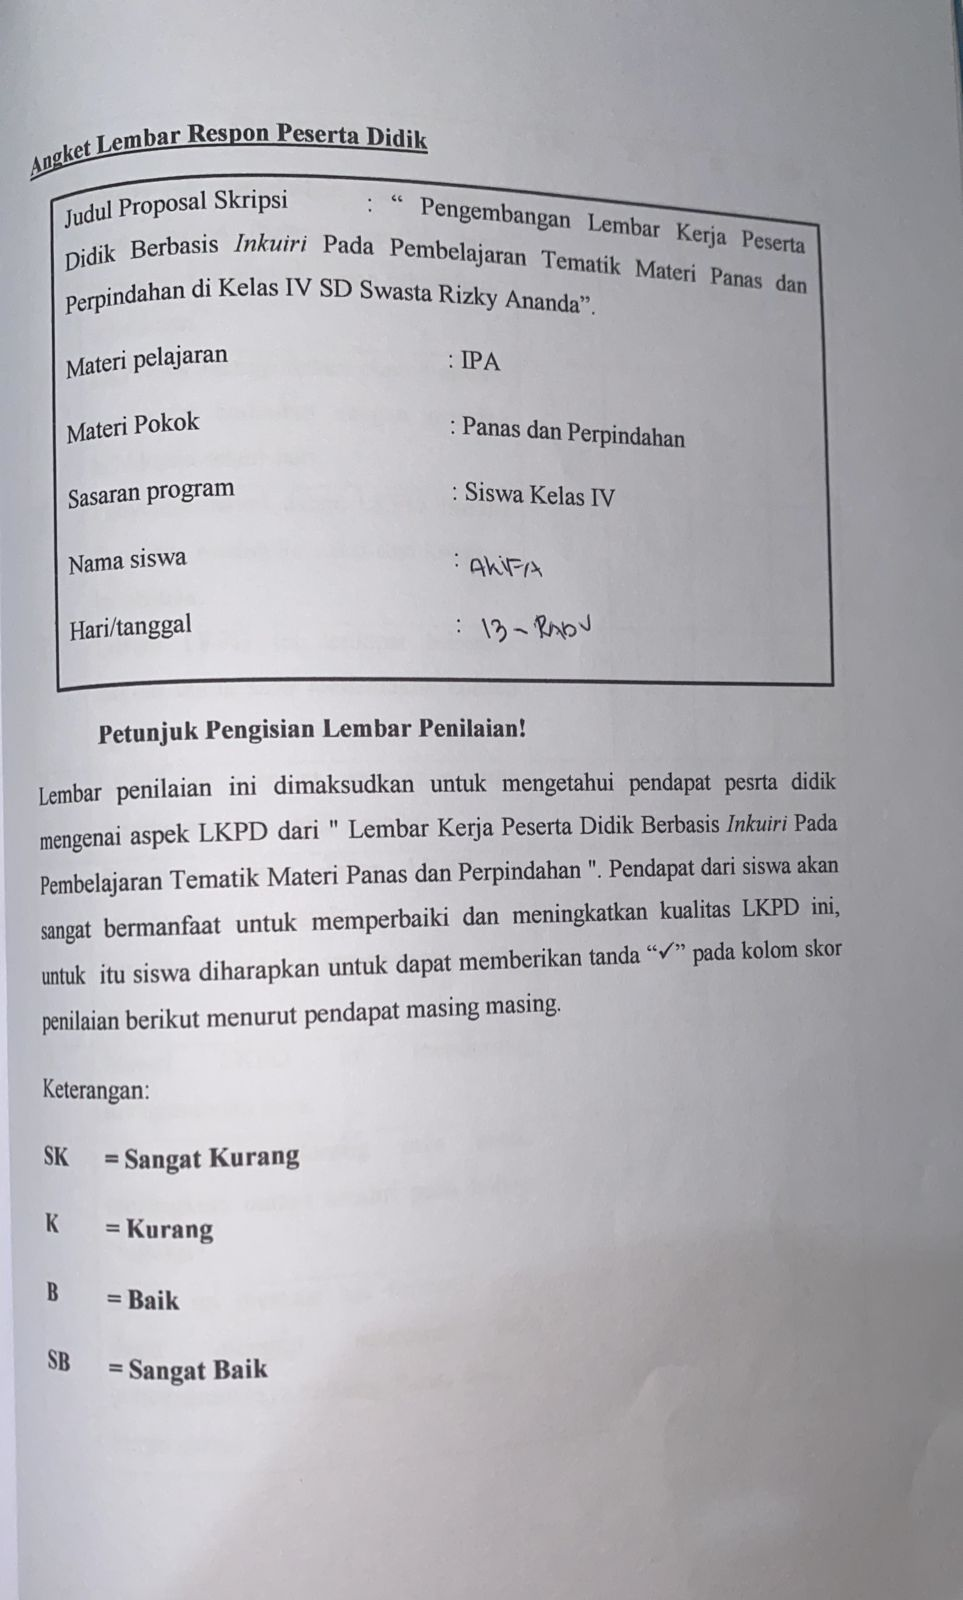 Angket Lembar Respon Peserta Didik
Judul Proposal Skripsi : “ Pengembangan Lembar Kerja Peserta
Didik Berbasis Inkuiri Pada Pembelajaran Tematik Materi Panas dan
Perpindahan di Kelas IV SD Swasta Rizky Ananda”.
Materi pelajaran : IPA
Materi Pokok : Panas dan Perpindahan
Sasaran program : Siswa Kelas IV
Nama siswa : AKiFA
Hari/tanggal : 13 - RABU
Petunjuk Pengisian Lembar Penilaian!
Lembar penilaian ini dimaksudkan untuk mengetahui pendapat pesrta didik
mengenai aspek LKPD dari " Lembar Kerja Peserta Didik Berbasis Inkuiri Pada
Pembelajaran Tematik Materi Panas dan Perpindahan ". Pendapat dari siswa akan
sangat bermanfaat untuk memperbaiki dan meningkatkan kualitas LKPD ini,
untuk itu siswa diharapkan untuk dapat memberikan tanda “✓” pada kolom skor
penilaian berikut menurut pendapat masing masing.
Keterangan:
SK = Sangat Kurang
K = Kurang
B = Baik
SB = Sangat Baik